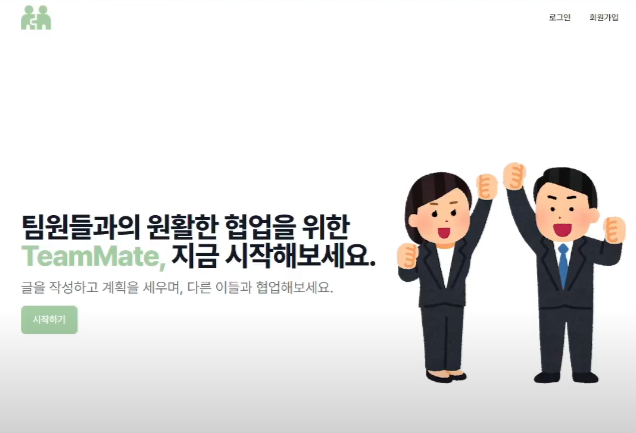 로그인 회원가입
팀원들과의 원활한 협업을 위한
TeamMate, 지금 시작해보세요.
글을 작성하고 계획을 세우며, 다른 이들과 협업해보세요.
시작하기